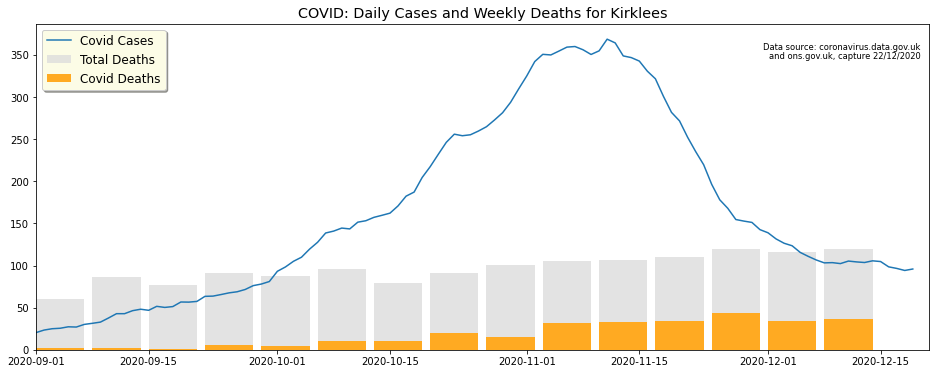 COVID: Daily Cases and Weekly Deaths for Kirklees
Covid Cases
Total Deaths
Covid Deaths
Data source: coronavirus.data.gov.uk
and ons.gov.uk, capture 22/12/2020
350
300
250
200
150
100
50
0
2020-09-01 2020-09-15 2020-10-01 2020-10-15 2020-11-01 2020-11-15 2020-12-01 2020-12-15